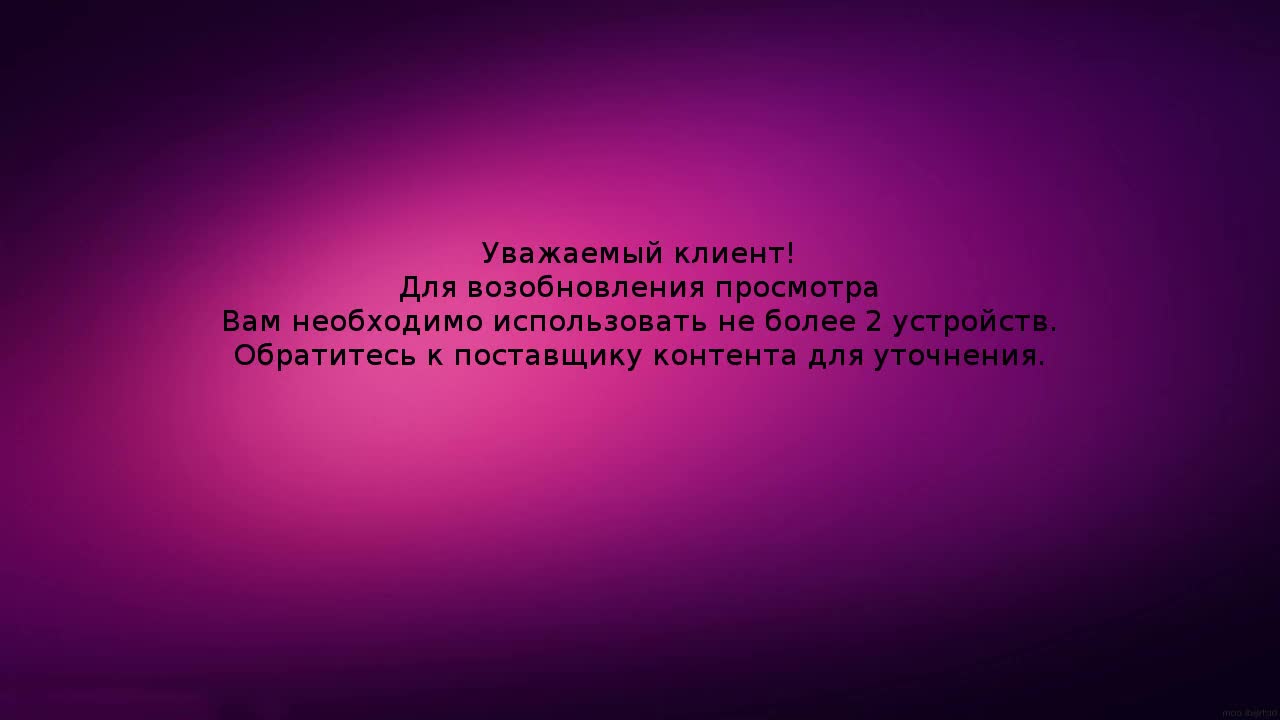 Уважаемый клиент!
Для возобновления просмотра
Вам необходимо использовать не более 2 устройств.
Обратитесь к поставщику контента для уточнения.